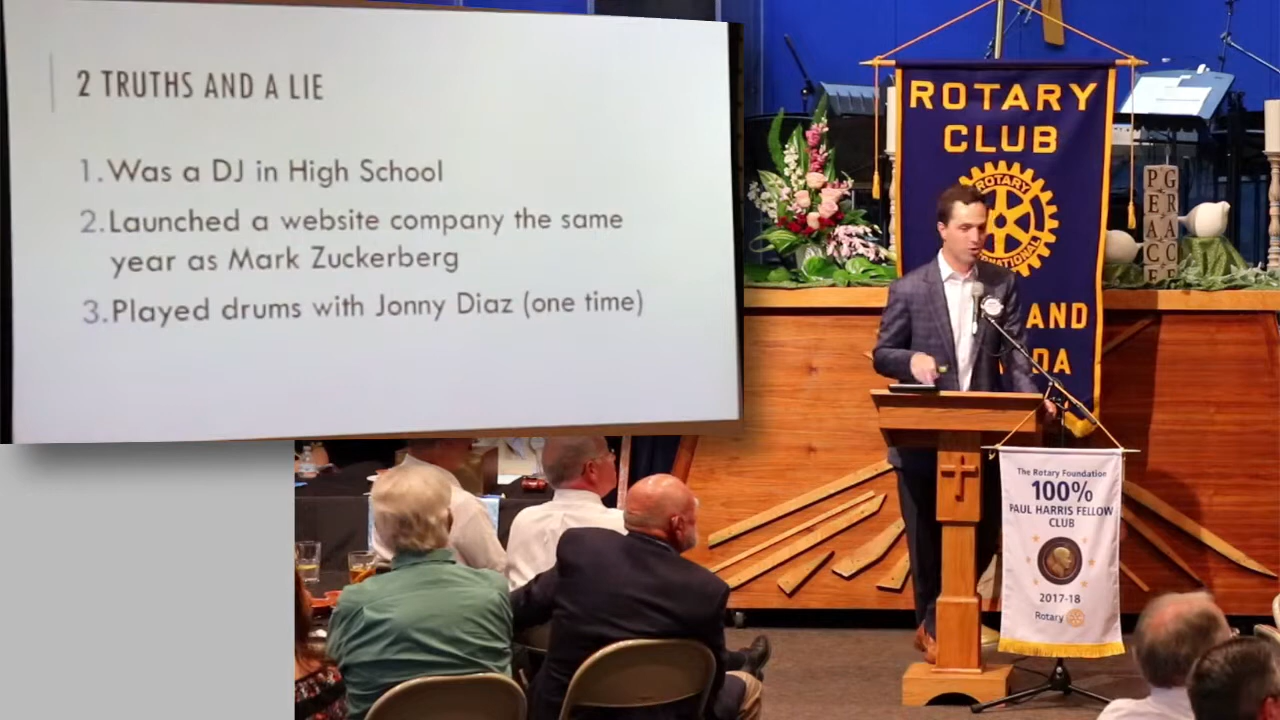 2 TRUTHS AND A LIE
1. Was a DJ in High School
2. Launched a website company the same
year as Mark Zuckerberg
3. Played drums with Jonny Diaz (one time)
ROTARY
CLUB
ROTARY
AND
DA
PEACE
GRACE
The Rotary Foundation
100%
PAUL HARRIS FELLOW
CLUB
2017-18
Rotary